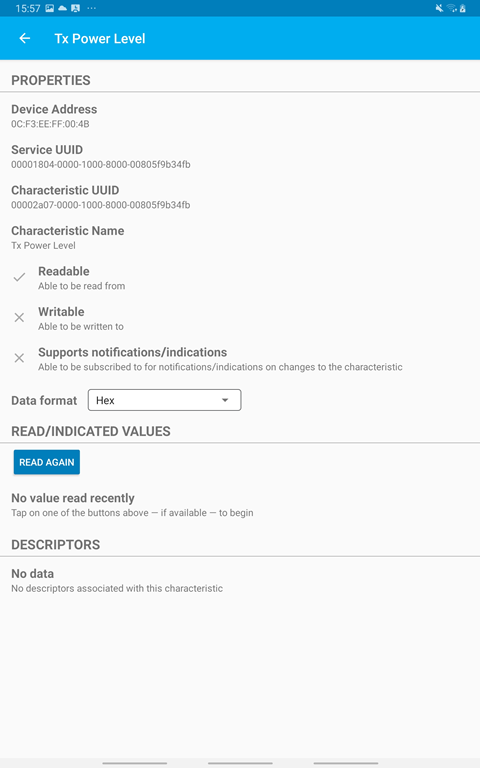 15:57
Tx Power Level
PROPERTIES
Device Address
0C:F3:EE:FF:00:4B
Service UUID
00001804-0000-1000-8000-00805f9b34fb
Characteristic UUID
00002a07-0000-1000-8000-00805f9b34fb
Characteristic Name
Tx Power Level
Readable
Able to be read from
Writable
Able to be written to
Supports notifications/indications
Able to be subscribed to for notifications/indications on changes to the characteristic
Data format Hex
READ/INDICATED VALUES
READ AGAIN
No value read recently
Tap on one of the buttons above — if available — to begin
DESCRIPTORS
No data
No descriptors associated with this characteristic